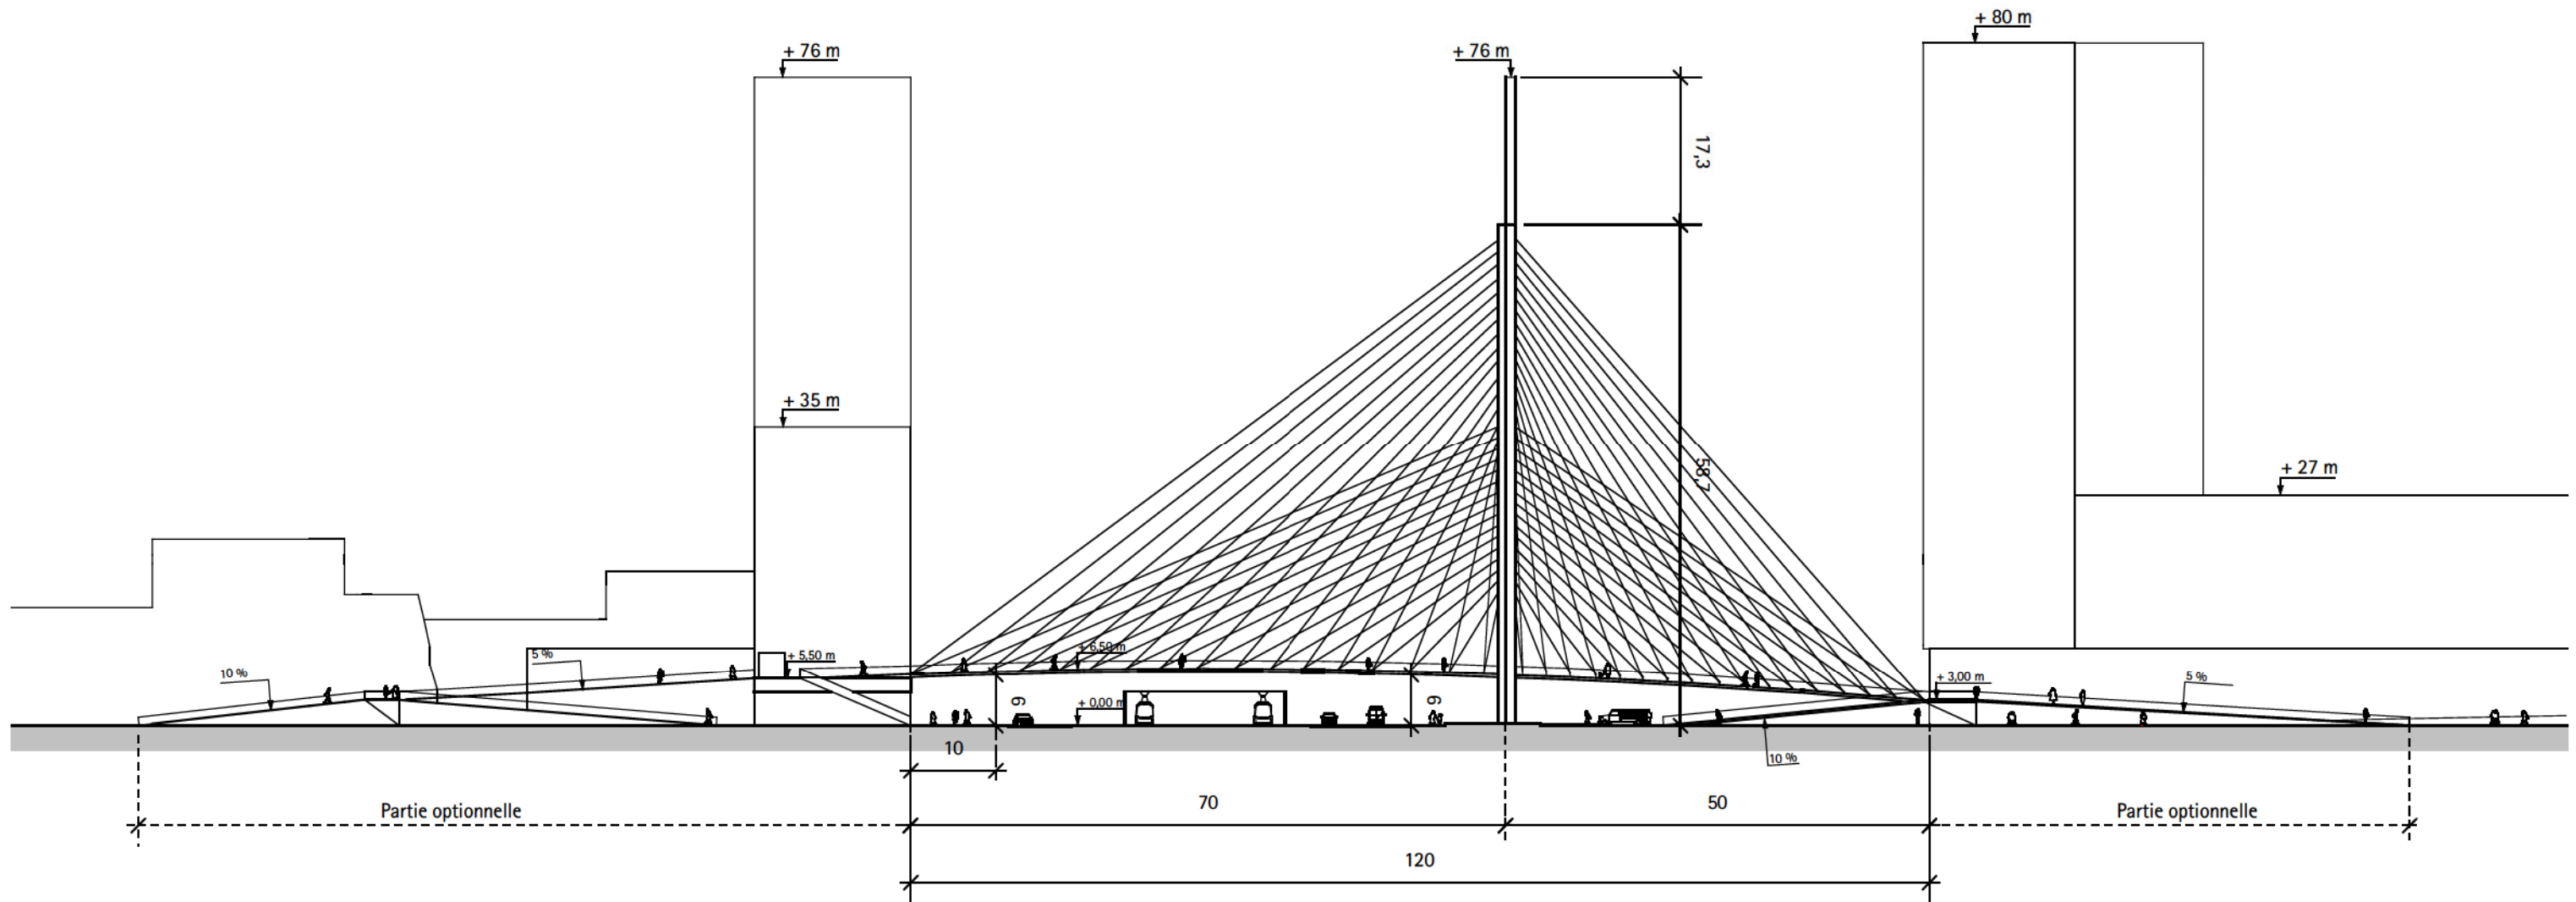 + 80 m
+ 76 m
+ 76 m
17,3
+ 35 m
+ 27 m
58,7
+ 6,50 m
5 %
+ 5,50 m
10 %
+ 3,00 m
5 %
6
+ 0,00 m
6
10
10 %
70
50
Partie optionnelle
Partie optionnelle
120